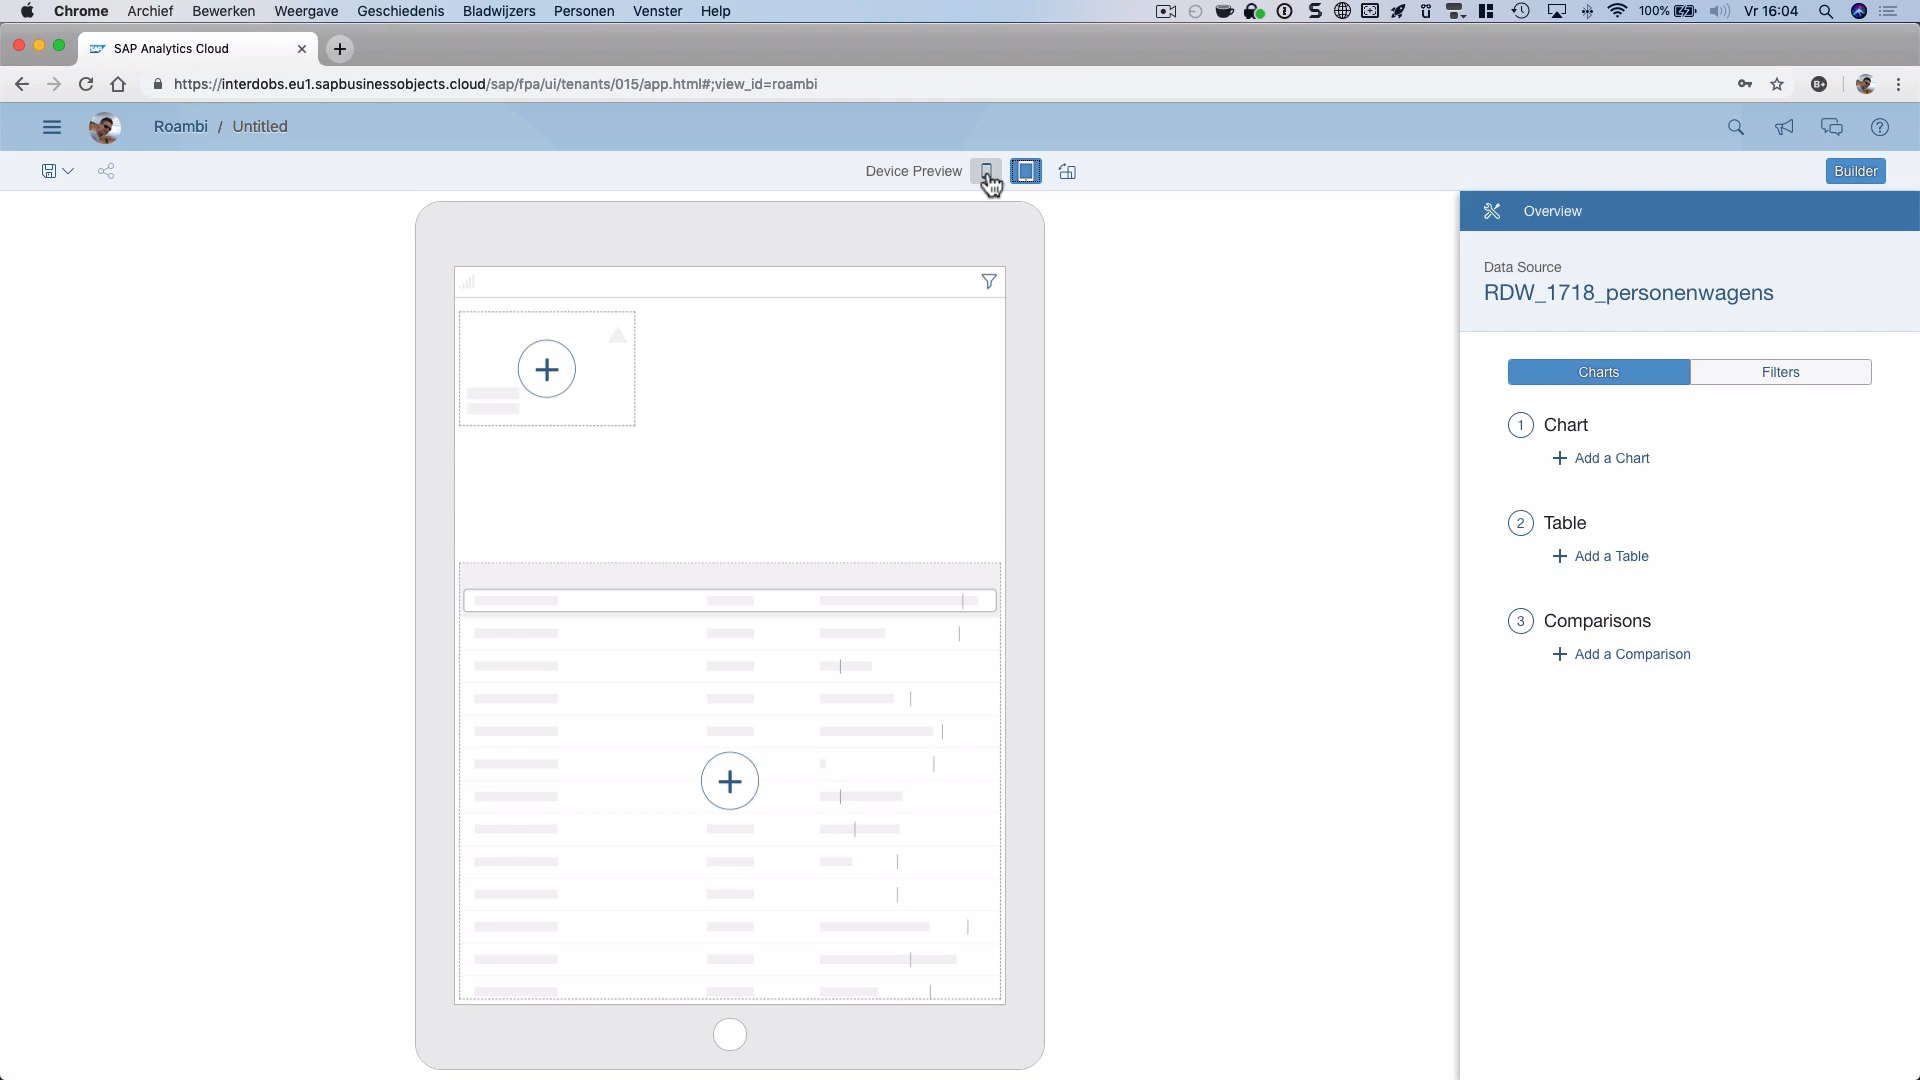 Chrome Archief Bewerken Weergave Geschiedenis Bladwijzers Personen Venster Help 100% Vr 16:04
SAP Analytics Cloud
https://interdobs.eu1.sapbusinessobjects.cloud/sap/fpa/ui/tenants/015/app.html#;view_id=roambi
Roambi / Untitled
Device Preview
Builder
Overview
Data Source
RDW_1718_personenwagens
Charts Filters
1 Chart
+ Add a Chart
2 Table
+ Add a Table
3 Comparisons
+ Add a Comparison